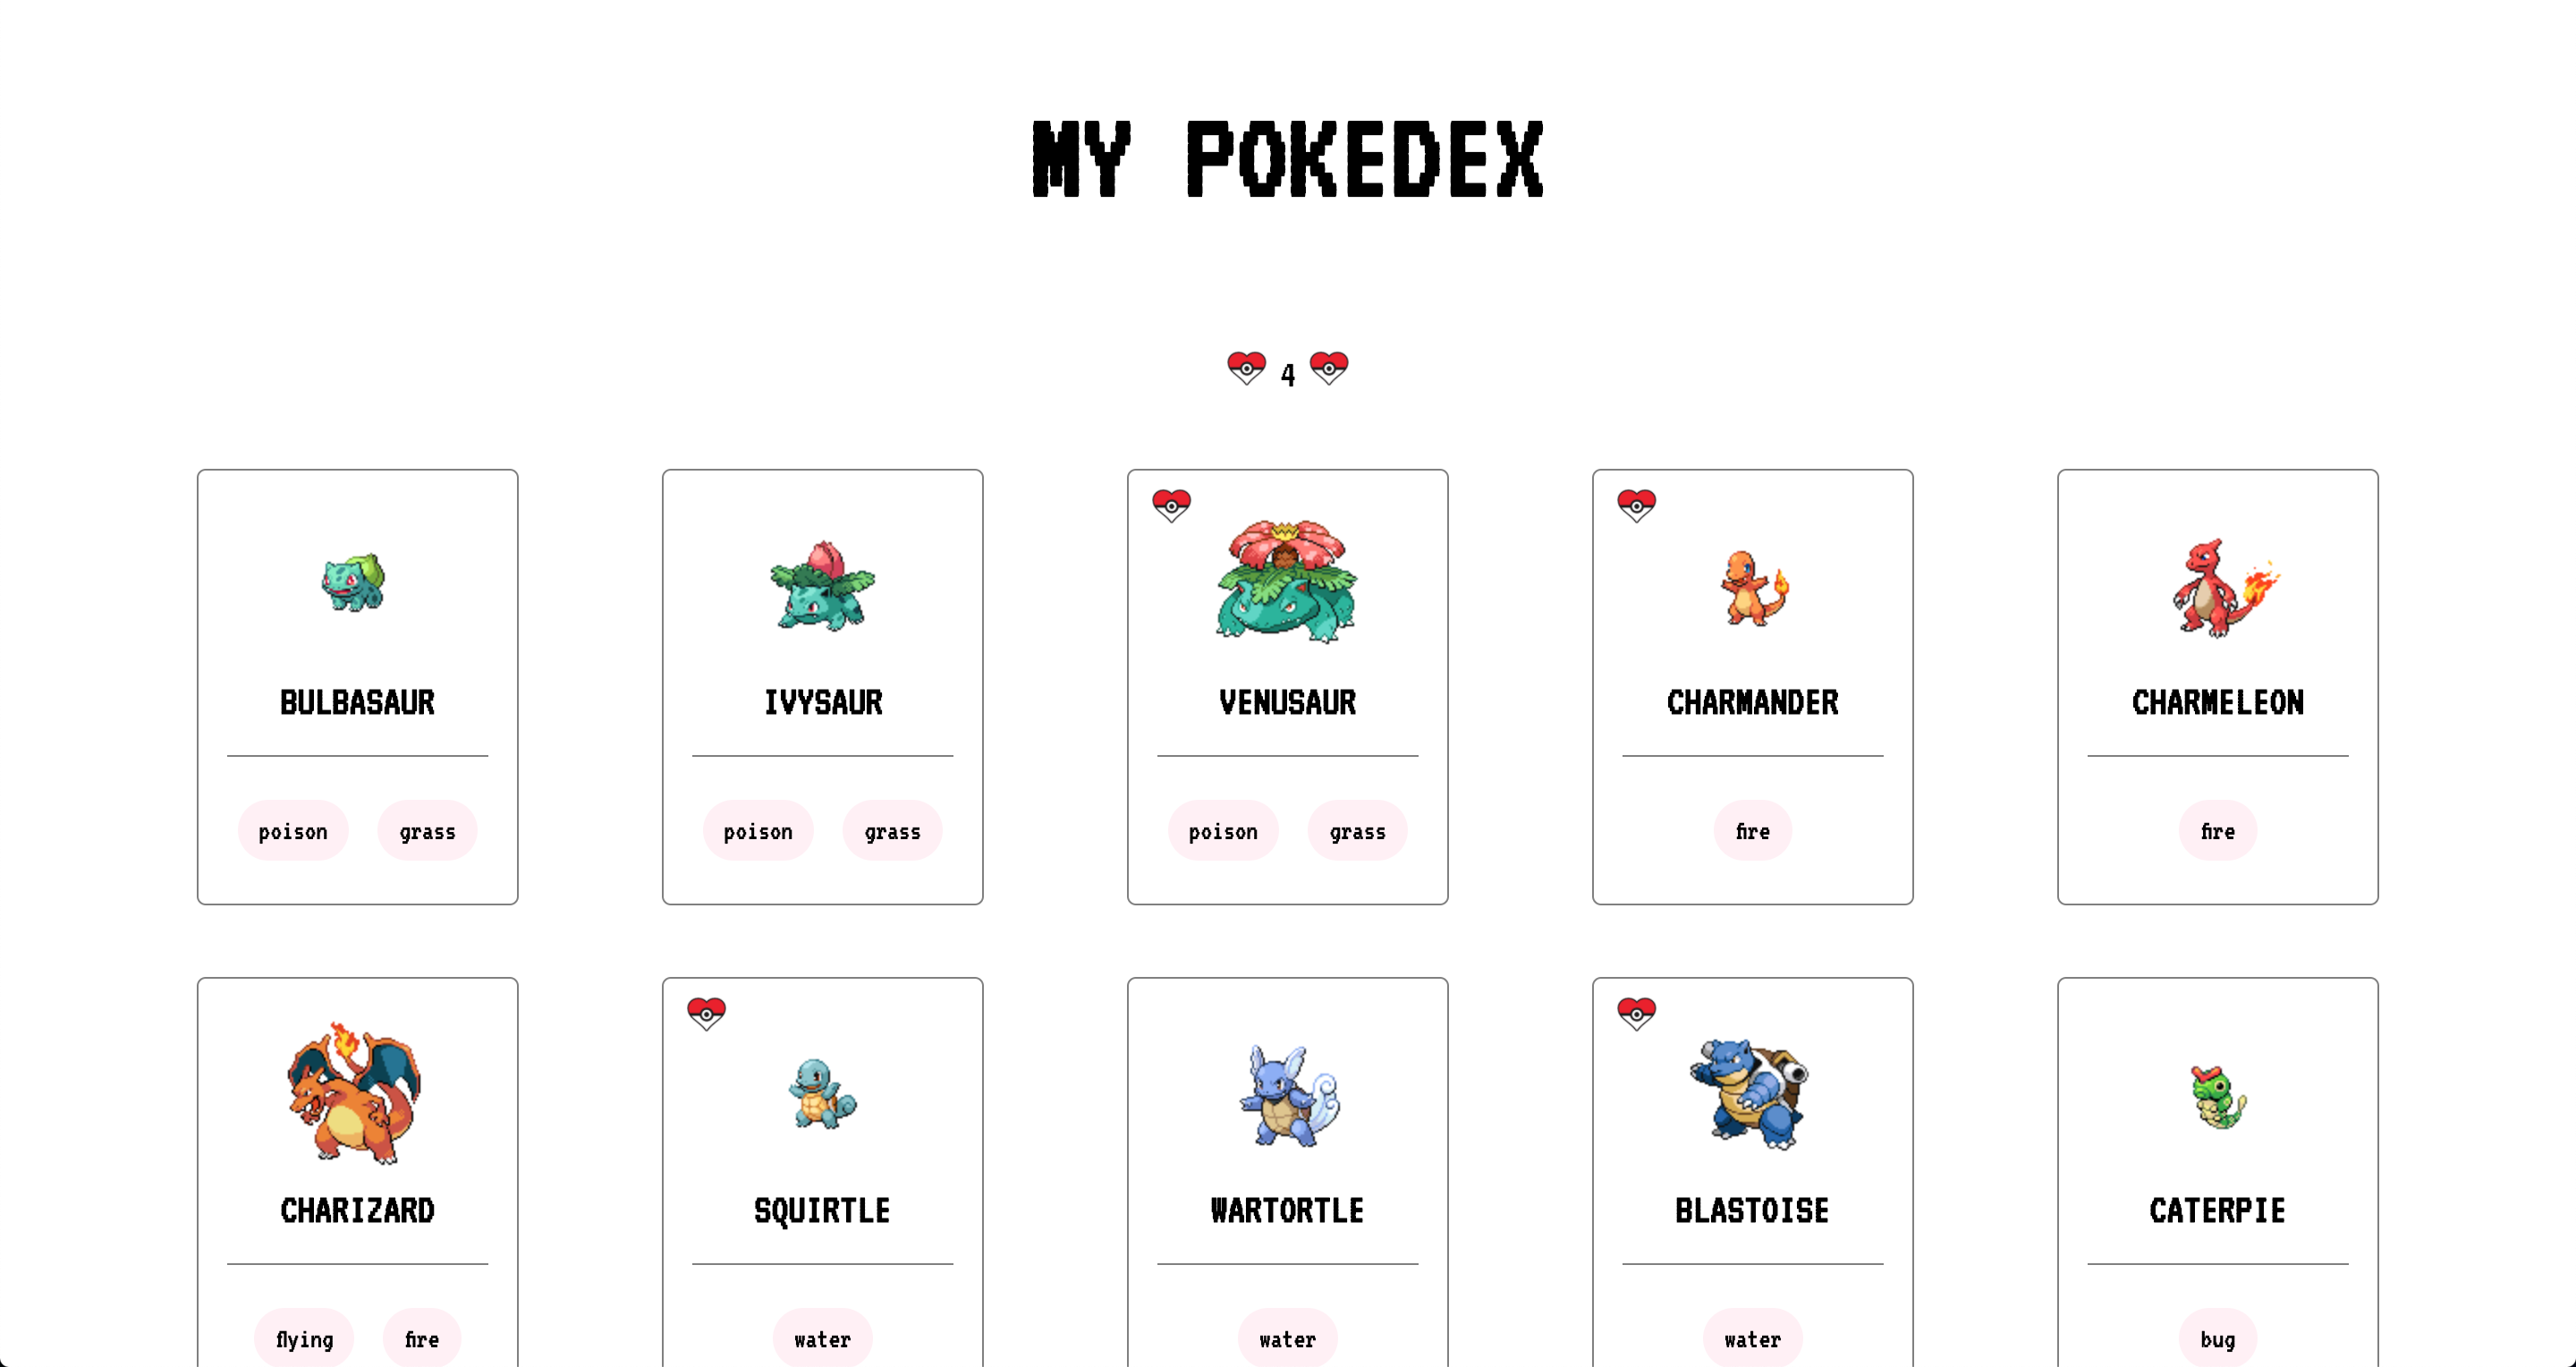 MY POKEDEX
4
BULBASAUR IVYSAUR VENUSAUR CHARMANDER CHARMELEON
poison grass poison grass poison grass fire fire
CHARIZARD SQUIRTLE WARTORTLE BLASTOISE CATERPIE
flying fire water water water bug